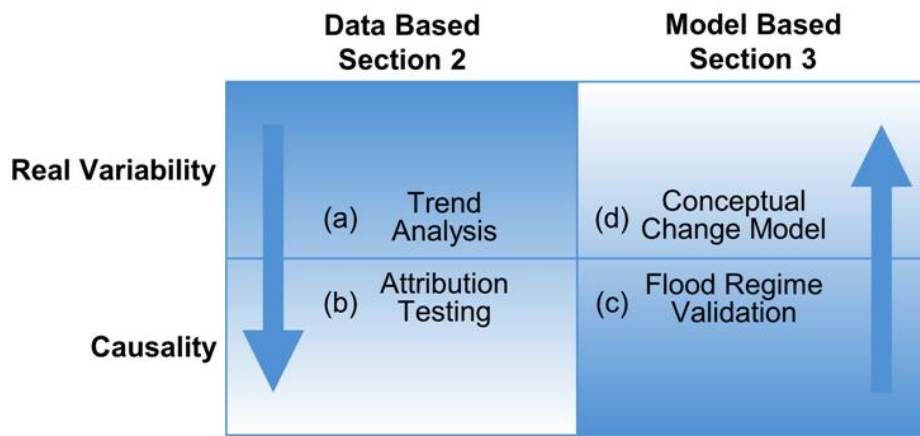 Data Based
Section 2
Model Based
Section 3
Real Variability
(a)
Trend
Analysis
(d)
Conceptual
Change Model
Causality
(b)
Attribution
Testing
(c)
Flood Regime
Validation